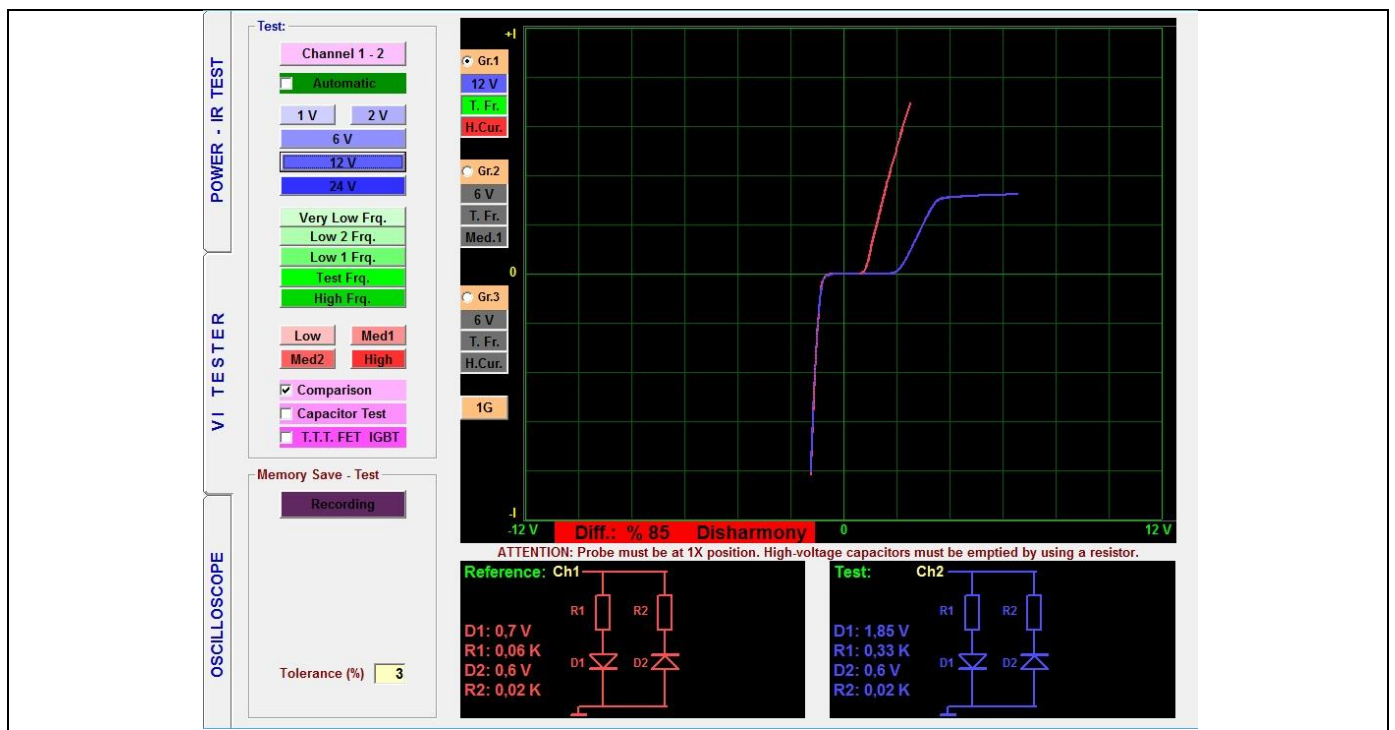 POWER - IR TEST
VI TESTER
OSCILLOSCOPE
Test:
Channel 1 - 2
Automatic
1 V 2 V
6 V
12 V
24 V
Very Low Frq.
Low 2 Frq.
Low 1 Frq.
Test Frq.
High Frq.
Low Med1
Med2 High
Comparison
Capacitor Test
T.T.T. FET IGBT
Memory Save - Test
Recording
Tolerance (%) 3
Gr.1
12 V
T. Fr.
H.Cur.
Gr.2
6 V
T. Fr.
Med.1
Gr.3
6 V
T. Fr.
H.Cur.
1G
+I
0
-I
-12 V Diff.: % 85 Disharmony 0 12 V
ATTENTION: Probe must be at 1X position. High-voltage capacitors must be emptied by using a resistor.
Reference: Ch1
R1 R2
D1: 0,7 V
R1: 0,06 K
D2: 0,6 V
R2: 0,02 K
D1 D2
Test: Ch2
R1 R2
D1: 1,85 V
R1: 0,33 K
D2: 0,6 V
R2: 0,02 K
D1 D2